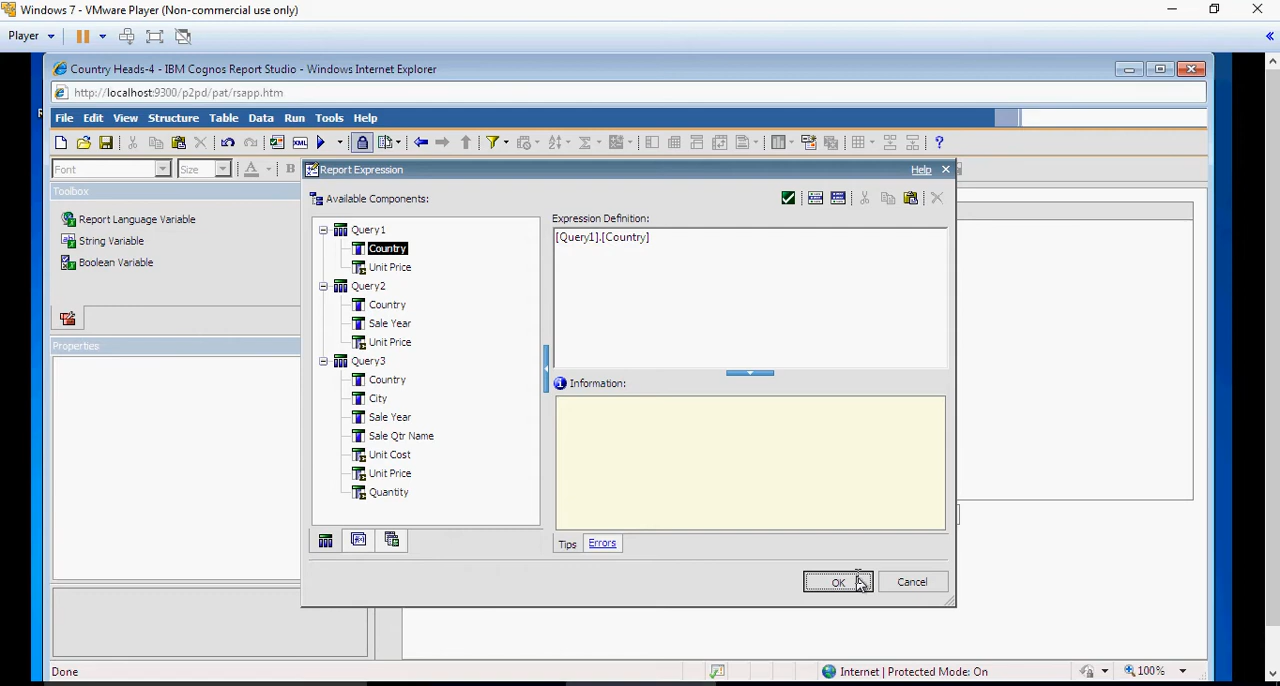 Windows 7 - VMware Player (Non-commercial use only)
Player
Country Heads-4 - IBM Cognos Report Studio - Windows Internet Explorer
http://localhost:9300/p2pd/pat/rsapp.htm
File Edit View Structure Table Data Run Tools Help
Font Size A B
Report Expression Help
Toolbox
Available Components:
Report Language Variable
String Variable
Boolean Variable
Query1
Country
Unit Price
Query2
Country
Sale Year
Unit Price
Query3
Country
City
Sale Year
Sale Qtr Name
Unit Cost
Unit Price
Quantity
Expression Definition:
[Query1].[Country]
Information:
Tips Errors
Properties
OK Cancel
Done Internet | Protected Mode: On 100%